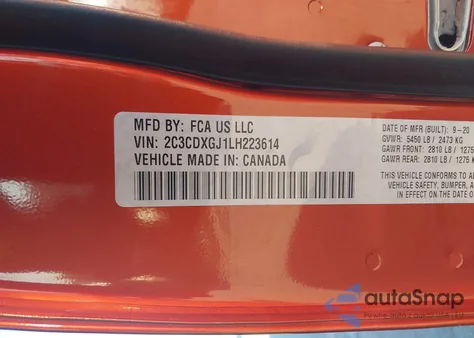 MFD BY: FCA US LLC
VIN: 2C3CDXGJ1LH223614
VEHICLE MADE IN: CANADA
DATE OF MFR (BUILT): 9-20
GVWR: 5450 LB / 2473 KG
GAWR FRONT: 2810 LB / 1275
GAWR REAR: 2810 LB / 1275 K
THIS VEHICLE CONFORMS TO A
VEHICLE SAFETY, BUMPER, A
IN EFFECT ON THE DATE O
autoSnap